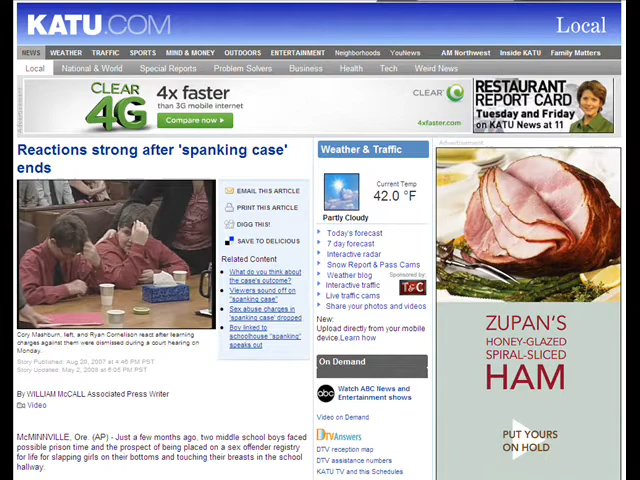 KATU.COM
Local
NEWS WEATHER TRAFFIC SPORTS MIND & MONEY OUTDOORS ENTERTAINMENT Neighborhoods YouNews AM Northwest Inside KATU Family Matters
Local National & World Special Reports Problem Solvers Business Health Tech Weird News
Advertisement
CLEAR 4G
4x faster
than 3G mobile internet
Compare now
CLEAR
4xfaster.com
RESTAURANT
REPORT CARD
Tuesday and Friday
on KATU News at 11
Reactions strong after 'spanking case'
ends
EMAIL THIS ARTICLE
PRINT THIS ARTICLE
DIGG THIS!
SAVE TO DELICIOUS
Related Content
What do you think about
the case's outcome?
Viewers sound off on
"spanking case"
Sex abuse charges in
'spanking case' dropped
Boy linked to
schoolhouse "spanking"
speaks out
Cory Mashburn, left, and Ryan Cornelison react after learning
charges against them were dismissed during a court hearing on
Monday.
Story Published: Aug 20, 2007 at 4:46 PM PST
Story Updated: May 2, 2008 at 6:05 PM PST
By WILLIAM McCALL Associated Press Writer
Video
McMINNVILLE, Ore. (AP) - Just a few months ago, two middle school boys faced
possible prison time and the prospect of being placed on a sex offender registry
for life for slapping girls on their bottoms and touching their breasts in the school
hallway.
Weather & Traffic
Current Temp
42.0 °F
Partly Cloudy
Today's forecast
7 day forecast
Interactive radar
Snow Report & Pass Cams
Weather blog
Sponsored by:
Interactive traffic
T&C
Live traffic cams
Share your photos and videos
New:
Upload directly from your mobile
device.Learn how
On Demand
abc
Watch ABC News and
Entertainment shows
Video on Demand
DTVAnswers
DTV reception map
DTV assistance numbers
KATU TV and this Schedules
Advertisement
ZUPAN'S
HONEY-GLAZED
SPIRAL-SLICED
HAM
PUT YOURS
ON HOLD